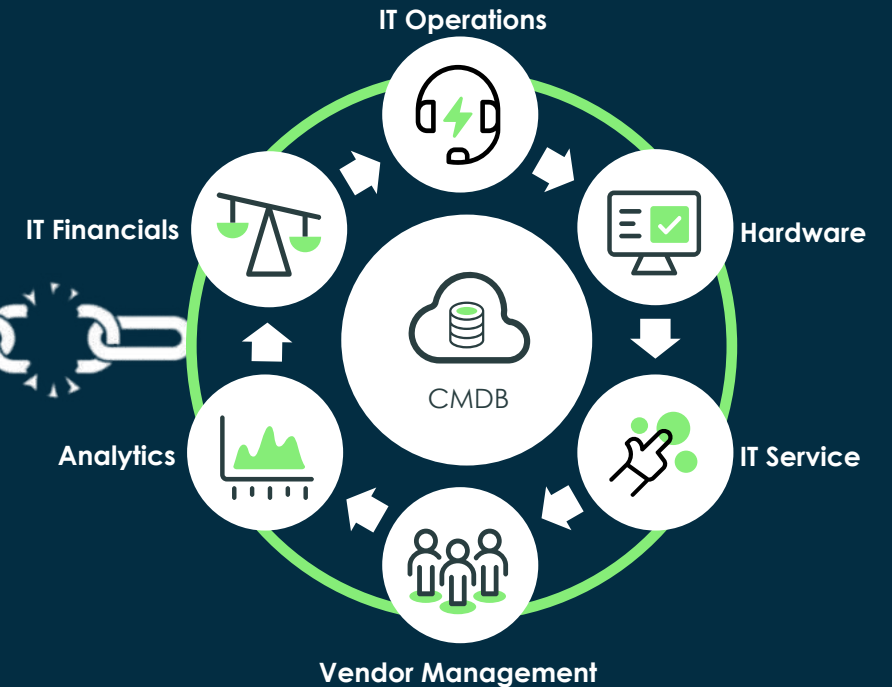 IT Operations
IT Financials
Hardware
CMDB
Analytics
IT Service
Vendor Management